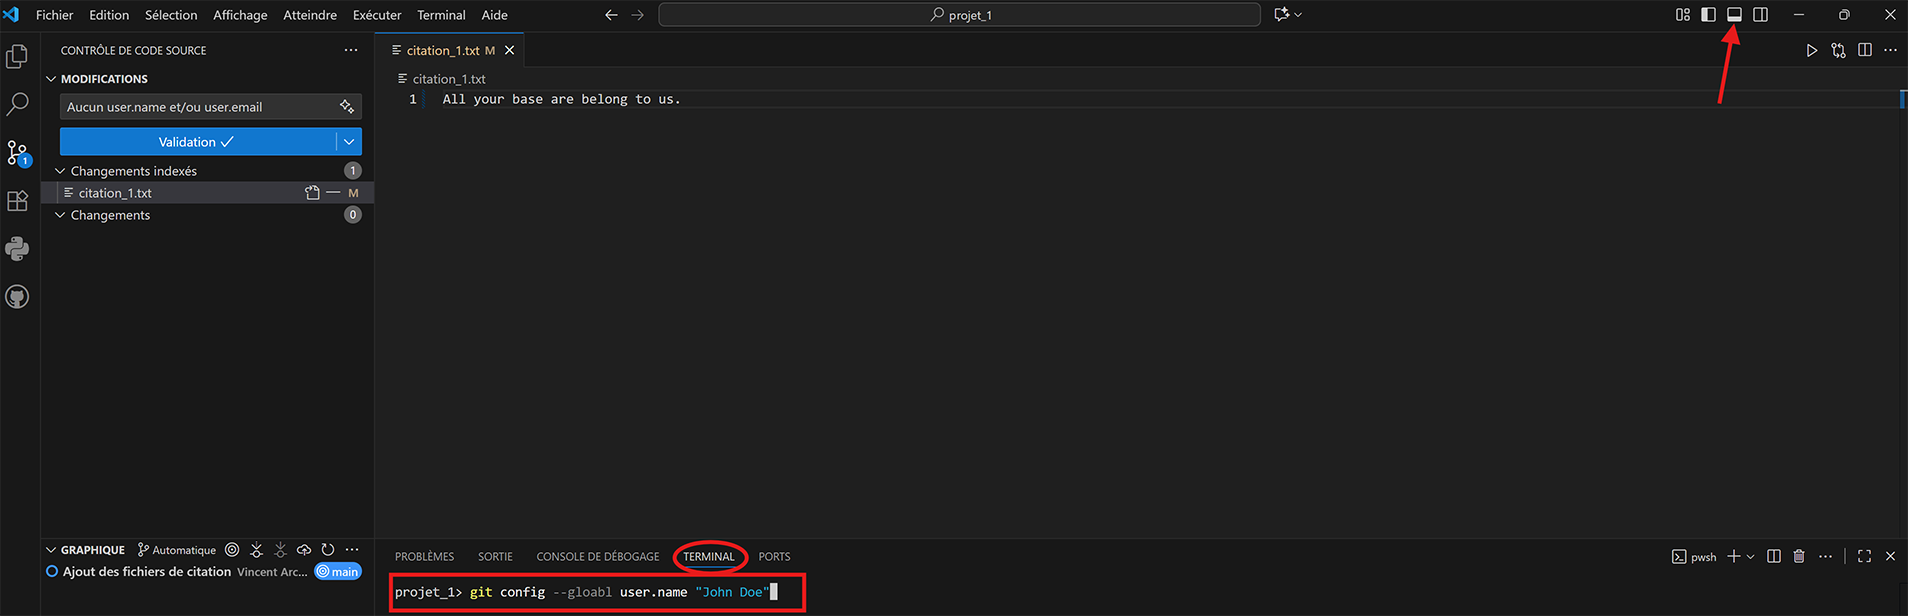 Fichier Edition Sélection Affichage Atteindre Exécuter Terminal Aide projet_1
CONTRÔLE DE CODE SOURCE
MODIFICATIONS
Aucun user.name et/ou user.email
Validation
Changements indexés 1
citation_1.txt M
Changements 0
1
GRAPHIQUE Automatique
Ajout des fichiers de citation Vincent Arc... main
citation_1.txt M
citation_1.txt
1 All your base are belong to us.
PROBLÈMES SORTIE CONSOLE DE DÉBOGAGE TERMINAL PORTS pwsh
projet_1> git config --gloabl user.name "John Doe"